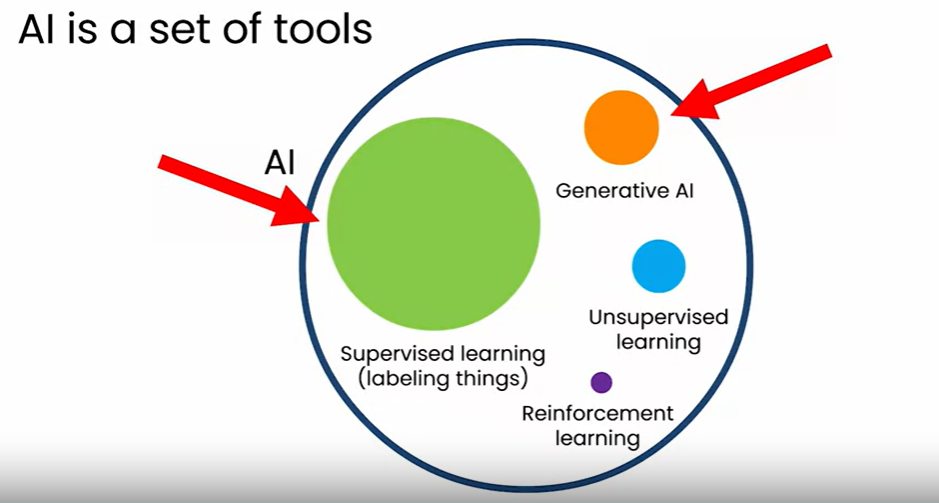 AI is a set of tools
AI
Generative AI
Unsupervised
learning
Supervised learning
(labeling things)
Reinforcement
learning